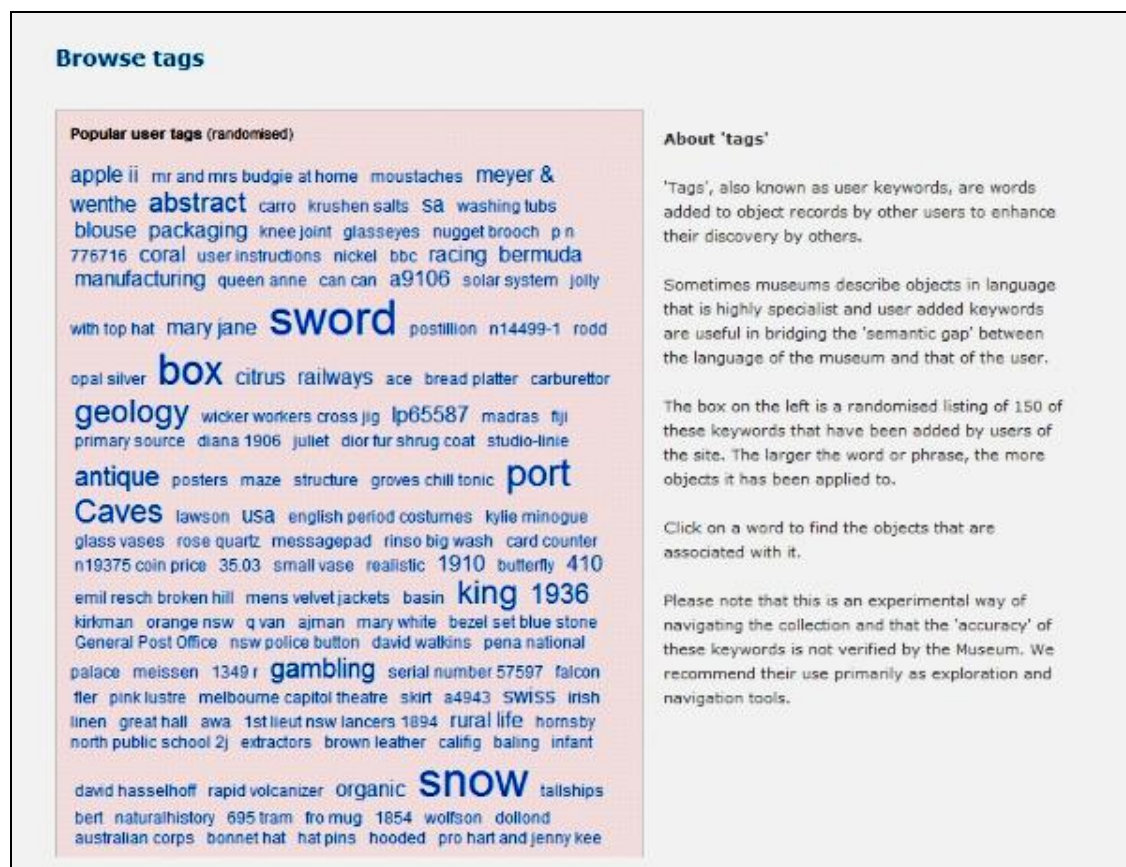 Browse tags
Popular user tags (randomised)
apple ii mr and mrs budgie at home moustaches meyer &
wenthe abstract carro krushen salts sa washing tubs
blouse packaging knee joint glasseyes nugget brooch p n
776716 coral user instructions nickel bbc racing bermuda
manufacturing queen anne can can a9106 solar system jolly
with top hat mary jane sword postillion n14499-1 rodd
opal silver box citrus railways ace bread platter carburettor
geology wicker workers cross jig lp65587 madras fiji
primary source diana 1906 juliet dior fur shrug coat studio-linie
antique posters maze structure groves chill tonic port
Caves lawson usa english period costumes kylie minogue
glass vases rose quartz messagepad rinso big wash card counter
n19375 coin price 35.03 small vase realistic 1910 butterfly 410
emil resch broken hill mens velvet jackets basin king 1936
kirkman orange nsw q van ajman mary white bezel set blue stone
General Post Office nsw police button david walkins pena national
palace meissen 1349 r gambling serial number 57597 falcon
fler pink lustre melbourne capitol theatre skirt a4943 swiss irish
linen great hall awa 1st lieut nsw lancers 1894 rural life hornsby
north public school 2j extractors brown leather califig baling infant
david hasselhoff rapid volcanizer organic snow tallships
bert naturalhistory 695 tram fro mug 1854 wolfson dollond
australian corps bonnet hat hat pins hooded pro hart and jenny kee
About 'tags'
'Tags', also known as user keywords, are words
added to object records by other users to enhance
their discovery by others.
Sometimes museums describe objects in language
that is highly specialist and user added keywords
are useful in bridging the 'semantic gap' between
the language of the museum and that of the user.
The box on the left is a randomised listing of 150 of
these keywords that have been added by users of
the site. The larger the word or phrase, the more
objects it has been applied to.
Click on a word to find the objects that are
associated with it.
Please note that this is an experimental way of
navigating the collection and that the 'accuracy' of
these keywords is not verified by the Museum. We
recommend their use primarily as exploration and
navigation tools.